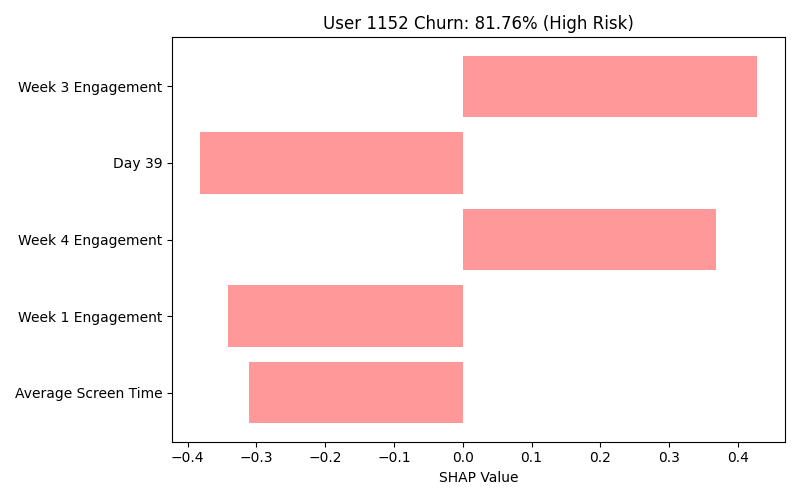 User 1152 Churn: 81.76% (High Risk)
Week 3 Engagement
Day 39
Week 4 Engagement
Week 1 Engagement
Average Screen Time
−0.4 −0.3 −0.2 −0.1 0.0 0.1 0.2 0.3 0.4
SHAP Value